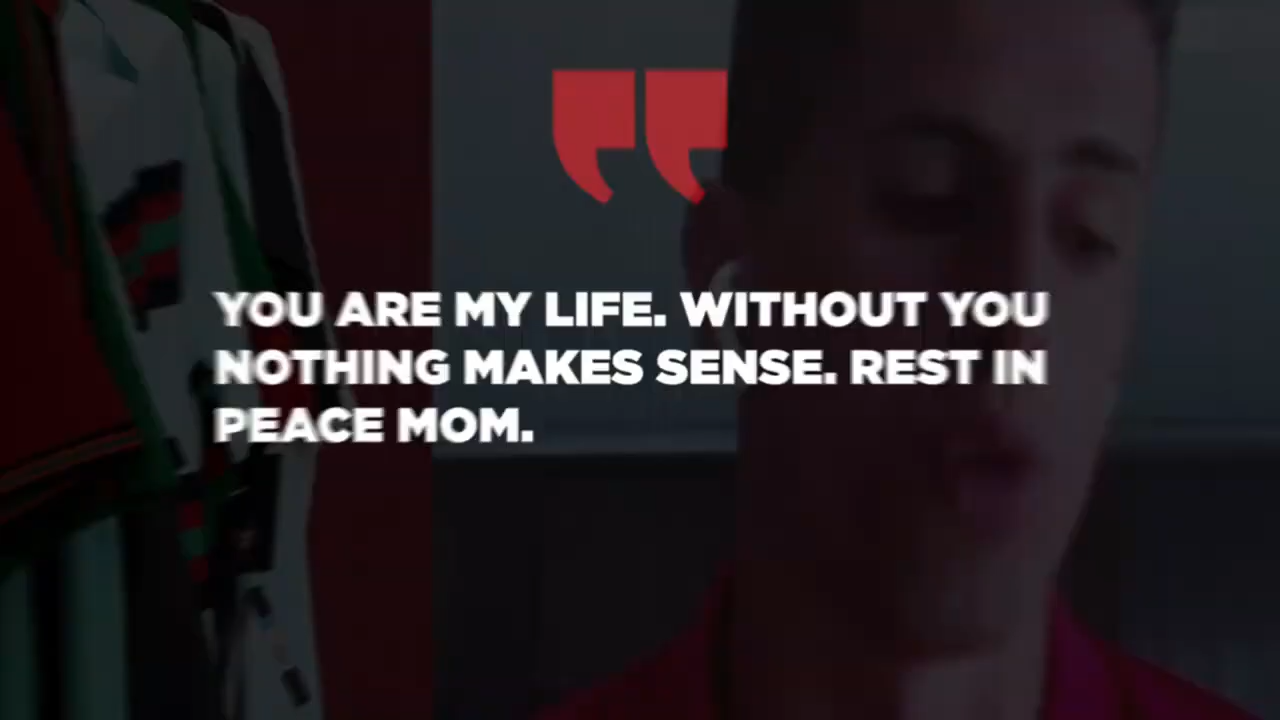 YOU ARE MY LIFE. WITHOUT YOU
NOTHING MAKES SENSE. REST IN
PEACE MOM.